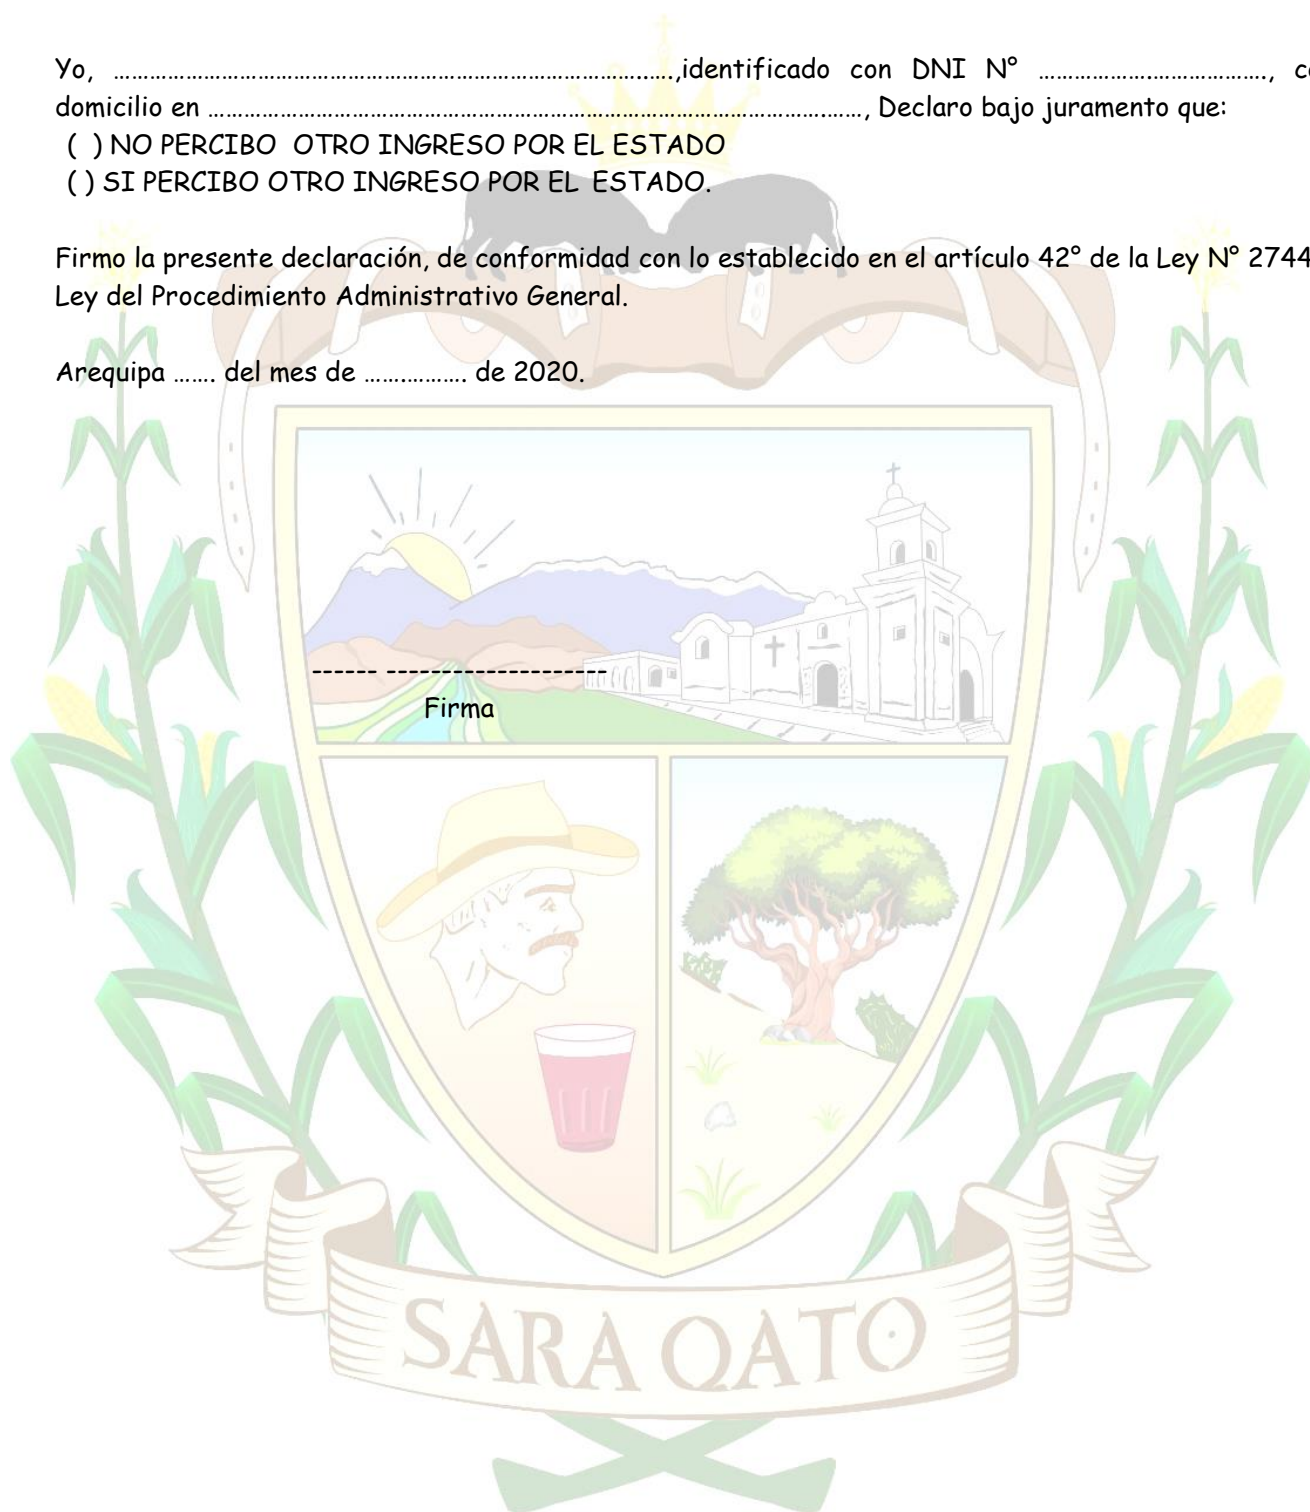 Yo, ……………………………………………………………………………..….,identificado con DNI N° ……………..………………., c
domicilio en ………………………………………………………………………………………….……, Declaro bajo juramento que:
( ) NO PERCIBO OTRO INGRESO POR EL ESTADO
( ) SI PERCIBO OTRO INGRESO POR EL ESTADO.
Firmo la presente declaración, de conformidad con lo establecido en el artículo 42° de la Ley N° 2744
Ley del Procedimiento Administrativo General.
Arequipa ……. del mes de …….………. de 2020.
------ ---------------------
Firma
SARA QATO